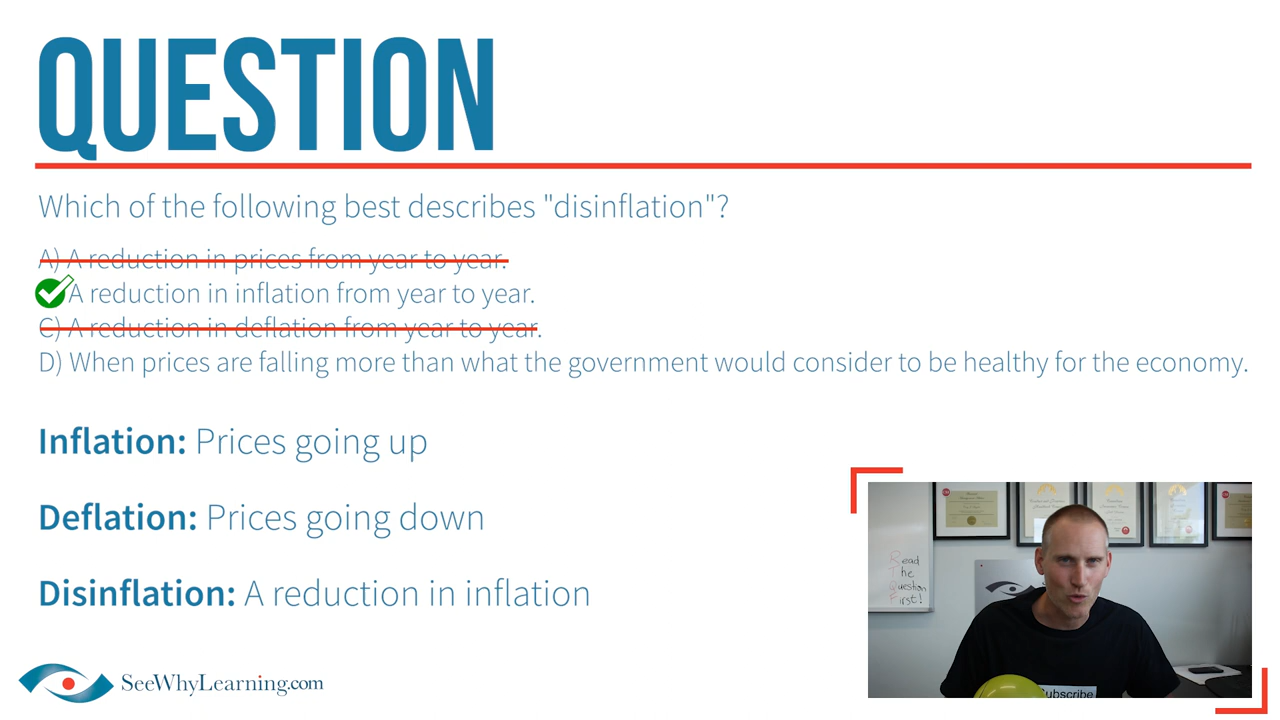 QUESTION
Which of the following best describes "disinflation"?
A) A reduction in prices from year to year.
A reduction in inflation from year to year.
C) A reduction in deflation from year to year.
D) When prices are falling more than what the government would consider to be healthy for the economy.
Inflation: Prices going up
Deflation: Prices going down
Disinflation: A reduction in inflation
Read
The
Question
First!
Subscribe
SeeWhyLearning.com